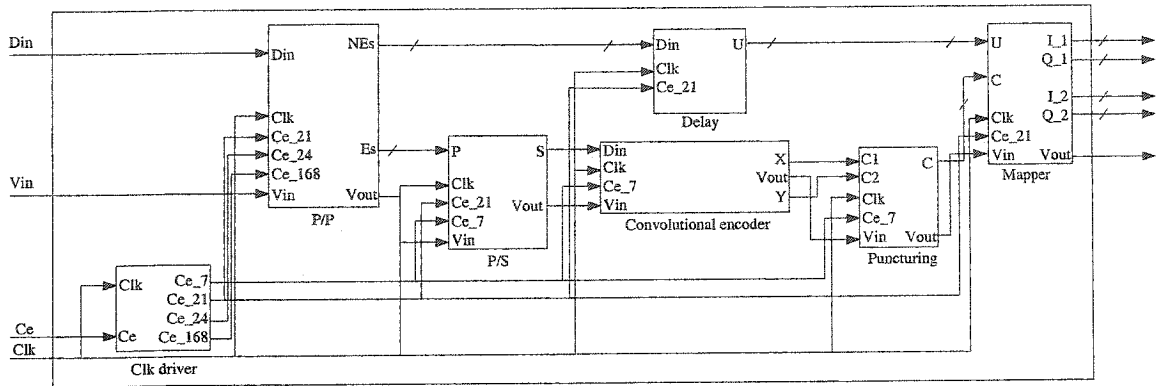 Din
Vin
Ce
Clk
Din
Clk
Ce_21
Ce_24
Ce_168
Vin
NEs
Es
Vout
P/P
Clk
Ce
Ce_7
Ce_21
Ce_24
Ce_168
Clk driver
P
Clk
Ce_21
Ce_7
Vin
S
Vout
P/S
Din
Clk
Ce_21
U
Delay
Din
Clk
Ce_7
Vin
X
Vout
Y
Convolutional encoder
C1
C2
Clk
Ce_7
Vin
C
Vout
Puncturing
U
C
Clk
Ce_21
Vin
I_1
Q_1
I_2
Q_2
Vout
Mapper